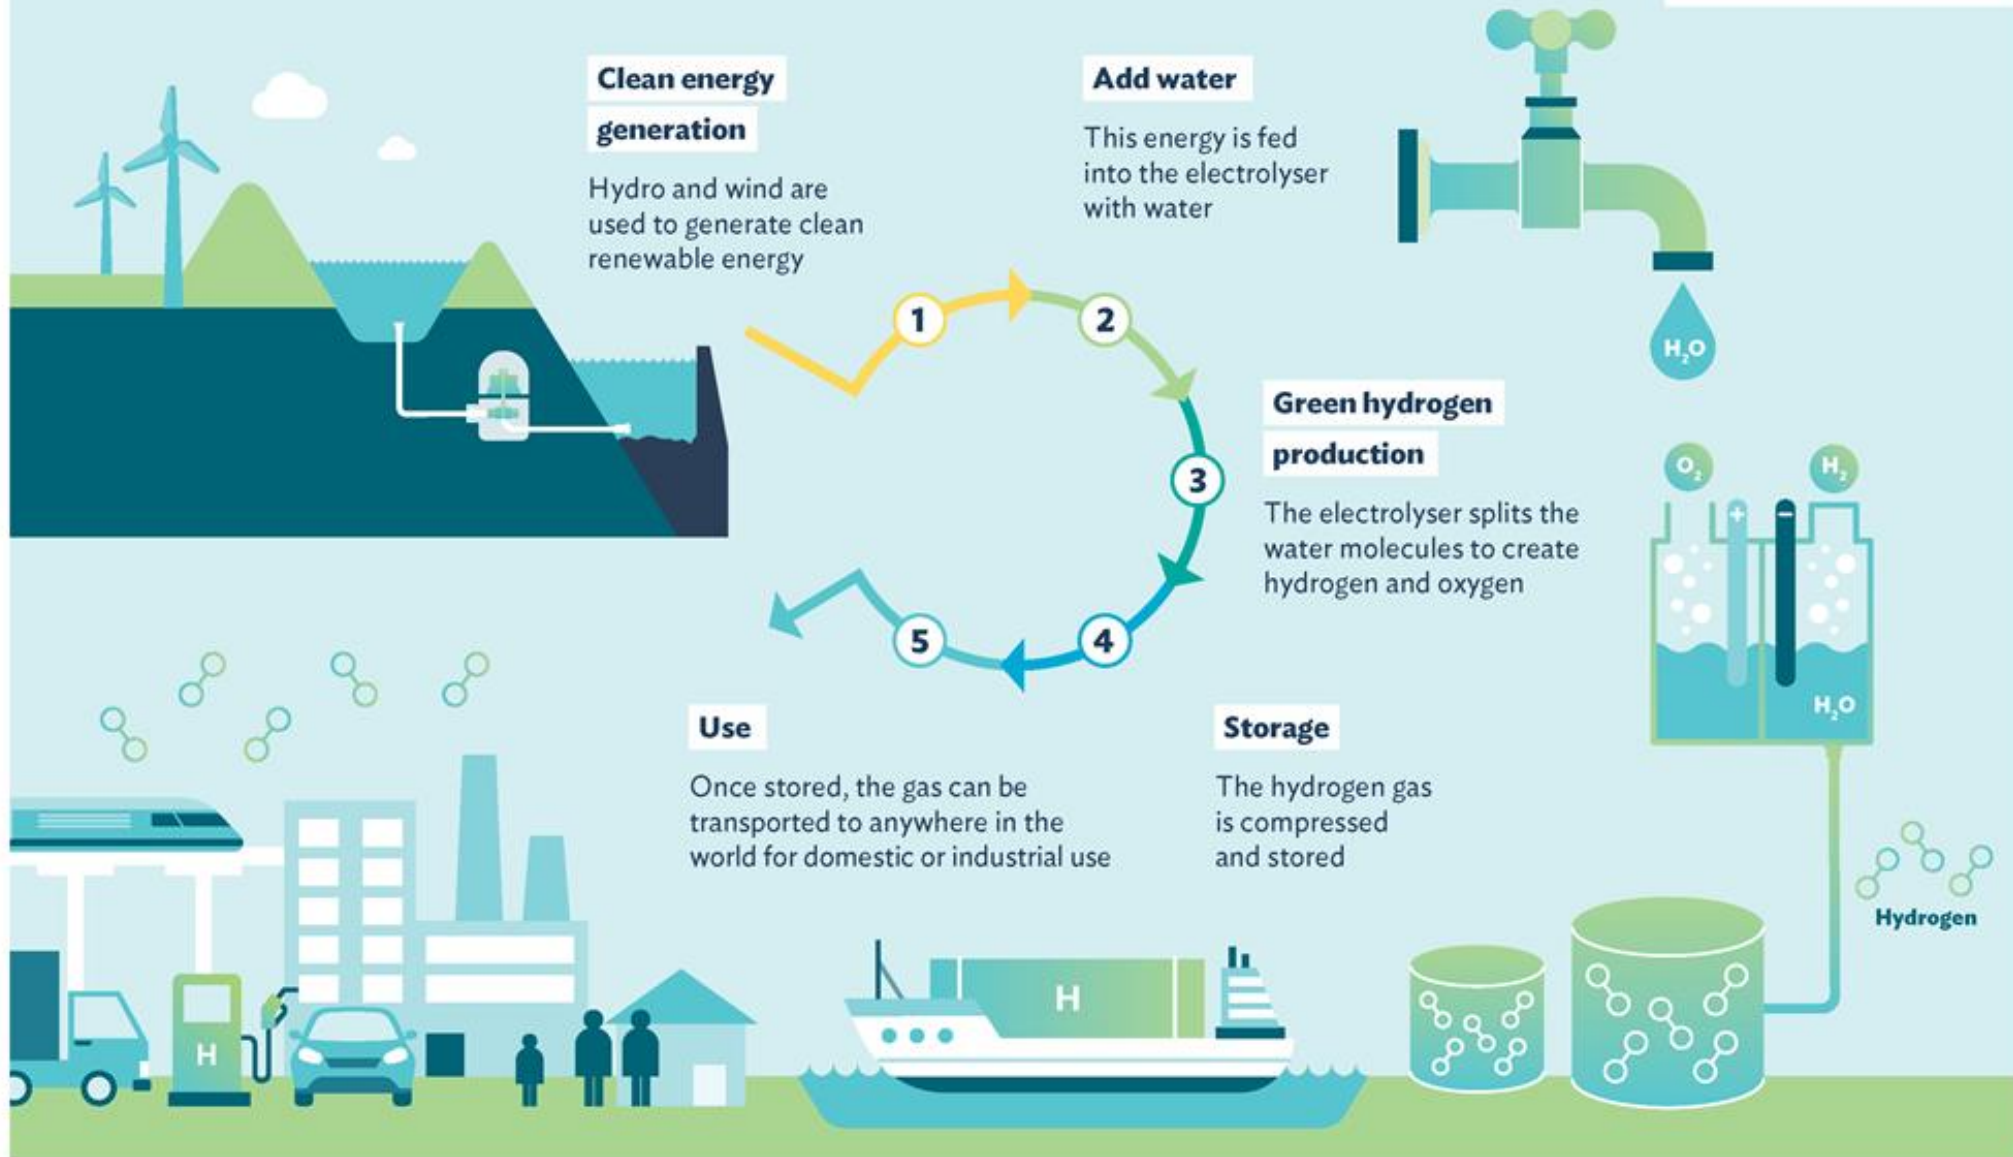 Clean energy
generation
Hydro and wind are
used to generate clean
renewable energy
Add water
This energy is fed
into the electrolyser
with water
H₂O
1
2
3
4
5
Green hydrogen
production
The electrolyser splits the
water molecules to create
hydrogen and oxygen
O₂
H₂
+
−
H₂O
Use
Once stored, the gas can be
transported to anywhere in the
world for domestic or industrial use
Storage
The hydrogen gas
is compressed
and stored
Hydrogen
H
H